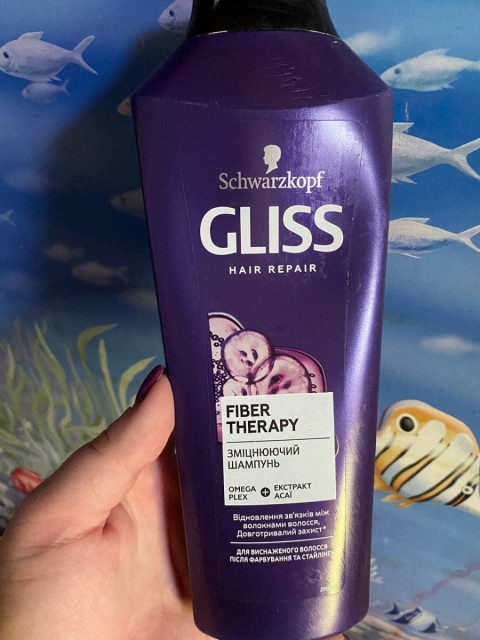 Schwarzkopf
GLISS
HAIR REPAIR
FIBER
THERAPY
ЗМІЦНЮЮЧИЙ
ШАМПУНЬ
OMEGA
PLEX
+
ЕКСТРАКТ
АСАЇ
Відновлення зв'язків між
волокнами волосся,
Довготривалий захист*
ДЛЯ ВИСНАЖЕНОГО ВОЛОССЯ
ПІСЛЯ ФАРБУВАННЯ ТА СТАЙЛІНГУ